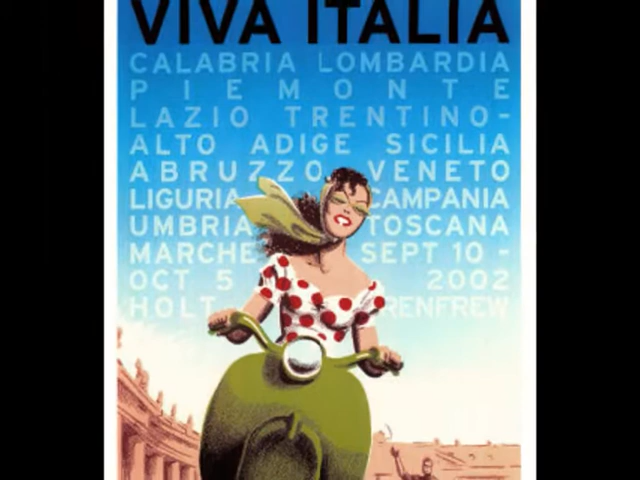 VIVA ITALIA
CALABRIA LOMBARDIA
PIEMONTE
LAZIO TRENTINO-
ALTO ADIGE SICILIA
ABRUZZO VENETO
LIGURIA CAMPANIA
UMBRIA TOSCANA
MARCHE SEPT 10 -
OCT 5 2002
HOLT RENFREW